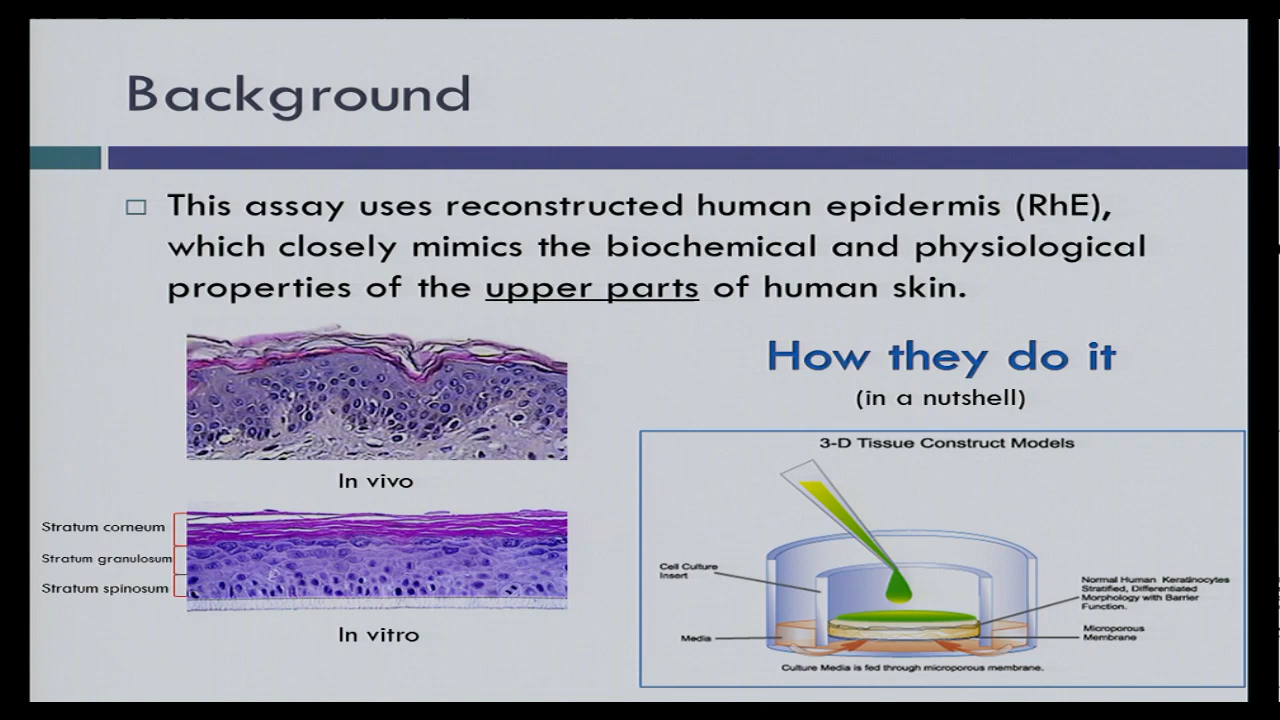 Background
This assay uses reconstructed human epidermis (RhE),
which closely mimics the biochemical and physiological
properties of the upper parts of human skin.
In vivo
Stratum corneum
Stratum granulosum
Stratum spinosum
In vitro
How they do it
(in a nutshell)
3-D Tissue Construct Models
Cell Culture
Insert
Media
Normal Human Keratinocytes
Stratified, Differentiated
Morphology with Barrier
Function.
Microporous
Membrane
Culture Media is fed through microporous membrane.